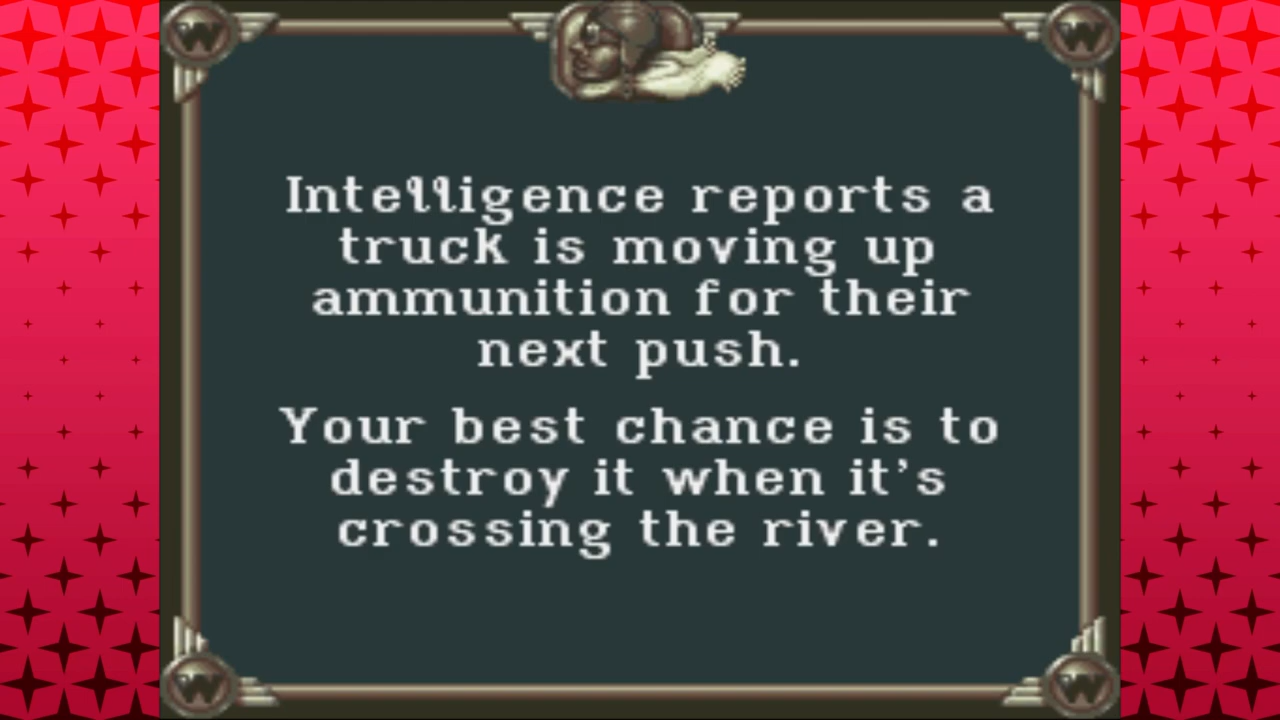 W
W
Intelligence reports a
truck is moving up
ammunition for their
next push.
Your best chance is to
destroy it when it's
crossing the river.
W
W